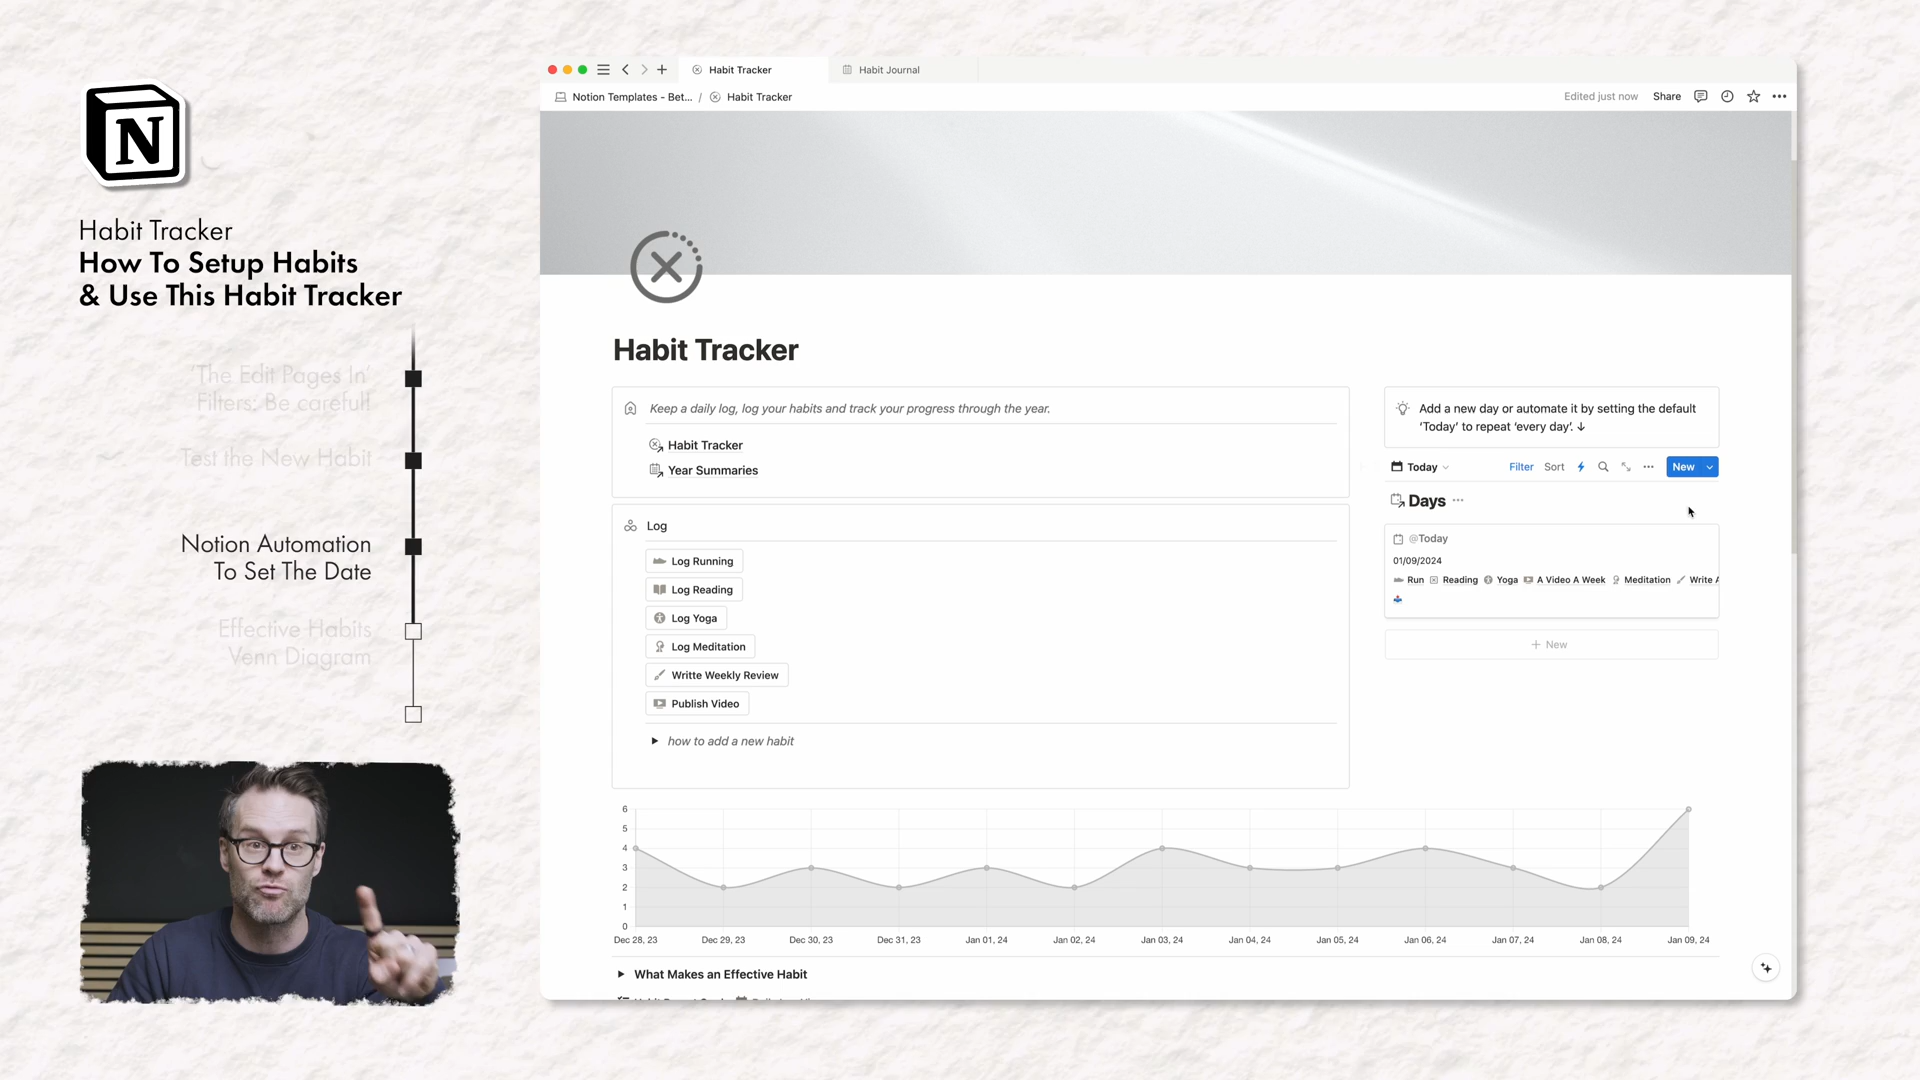 N
Habit Tracker
How To Setup Habits
& Use This Habit Tracker
'The Edit Pages In'
Filters: Be careful!
Test the New Habit
Notion Automation
To Set The Date
Effective Habits
Venn Diagram
Habit Tracker
Habit Journal
Notion Templates - Bet... / Habit Tracker
Edited just now Share
Habit Tracker
Keep a daily log, log your habits and track your progress through the year.
Habit Tracker
Year Summaries
Log
Log Running
Log Reading
Log Yoga
Log Meditation
Writte Weekly Review
Publish Video
how to add a new habit
Add a new day or automate it by setting the default
‘Today’ to repeat ‘every day’. ↓
Today Filter Sort New
Days
@Today
01/09/2024
Run Reading Yoga A Video A Week Meditation Write A
+ New
6
5
4
3
2
1
0
Dec 28, 23 Dec 29, 23 Dec 30, 23 Dec 31, 23 Jan 01, 24 Jan 02, 24 Jan 03, 24 Jan 04, 24 Jan 05, 24 Jan 06, 24 Jan 07, 24 Jan 08, 24 Jan 09, 24
What Makes an Effective Habit